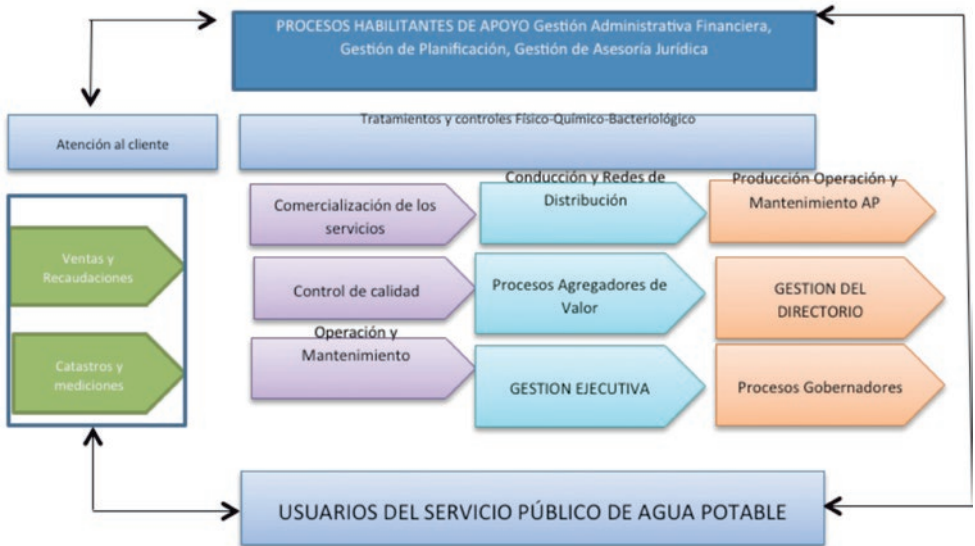 PROCESOS HABILITANTES DE APOYO Gestión Administrativa Financiera,
Gestión de Planificación, Gestión de Asesoría Jurídica
Atención al cliente
Tratamientos y controles Físico-Químico-Bacteriológico
Ventas y
Recaudaciones
Catastros y
mediciones
Comercialización de los
servicios
Conducción y Redes de
Distribución
Producción Operación y
Mantenimiento AP
Control de calidad
Procesos Agregadores de
Valor
GESTION DEL
DIRECTORIO
Operación y
Mantenimiento
GESTION EJECUTIVA
Procesos Gobernadores
USUARIOS DEL SERVICIO PÚBLICO DE AGUA POTABLE